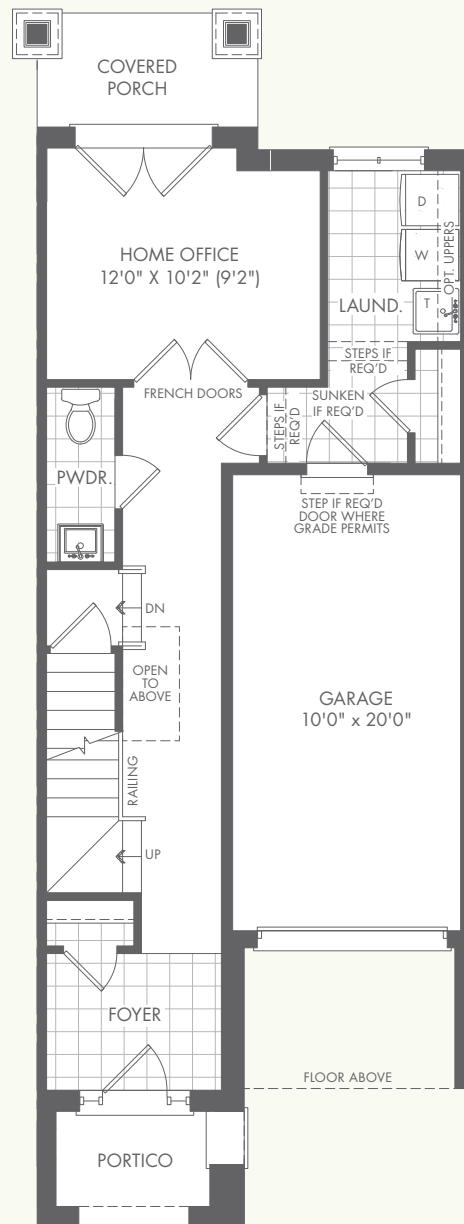 COVERED
PORCH
HOME OFFICE
12'0" X 10'2" (9'2")
D
W
T
OPT. UPPERS
LAUND.
STEPS IF
REQ'D
FRENCH DOORS
STEPS IF
REQ'D
SUNKEN
IF REQ'D
PWDR.
STEP IF REQ'D
DOOR WHERE
GRADE PERMITS
DN
OPEN
TO
ABOVE
GARAGE
10'0" x 20'0"
RAILING
UP
FOYER
FLOOR ABOVE
PORTICO